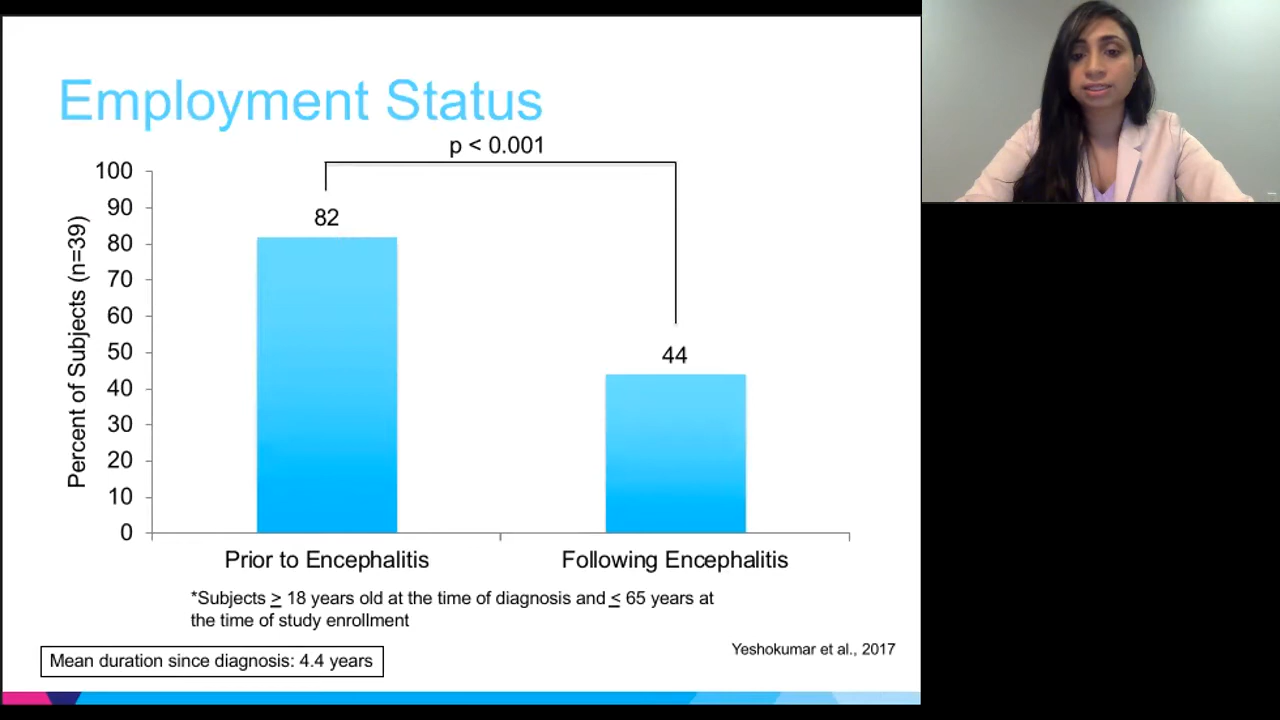 Employment Status
p < 0.001
100
90
82
80
70
60
50
44
40
30
20
10
0
Percent of Subjects (n=39)
Prior to Encephalitis
Following Encephalitis
*Subjects ≥ 18 years old at the time of diagnosis and ≤ 65 years at
the time of study enrollment
Yeshokumar et al., 2017
Mean duration since diagnosis: 4.4 years